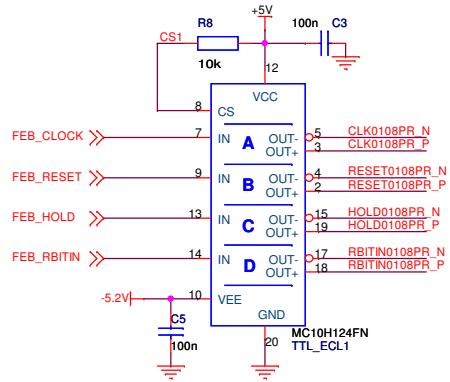 +5V
R8
100n
C3
CS1
10k
12
VCC
8
CS
FEB_CLOCK
7
IN
A
OUT-
5
CLK0108PR_N
OUT+
3
CLK0108PR_P
FEB_RESET
9
IN
B
OUT-
4
RESET0108PR_N
OUT+
2
RESET0108PR_P
FEB_HOLD
13
IN
C
OUT-
15
HOLD0108PR_N
OUT+
19
HOLD0108PR_P
FEB_RBITIN
14
IN
D
OUT-
17
RBITIN0108PR_N
OUT+
18
RBITIN0108PR_P
-5.2V
10
VEE
C5
GND
100n
20
MC10H124FN
TTL_ECL1